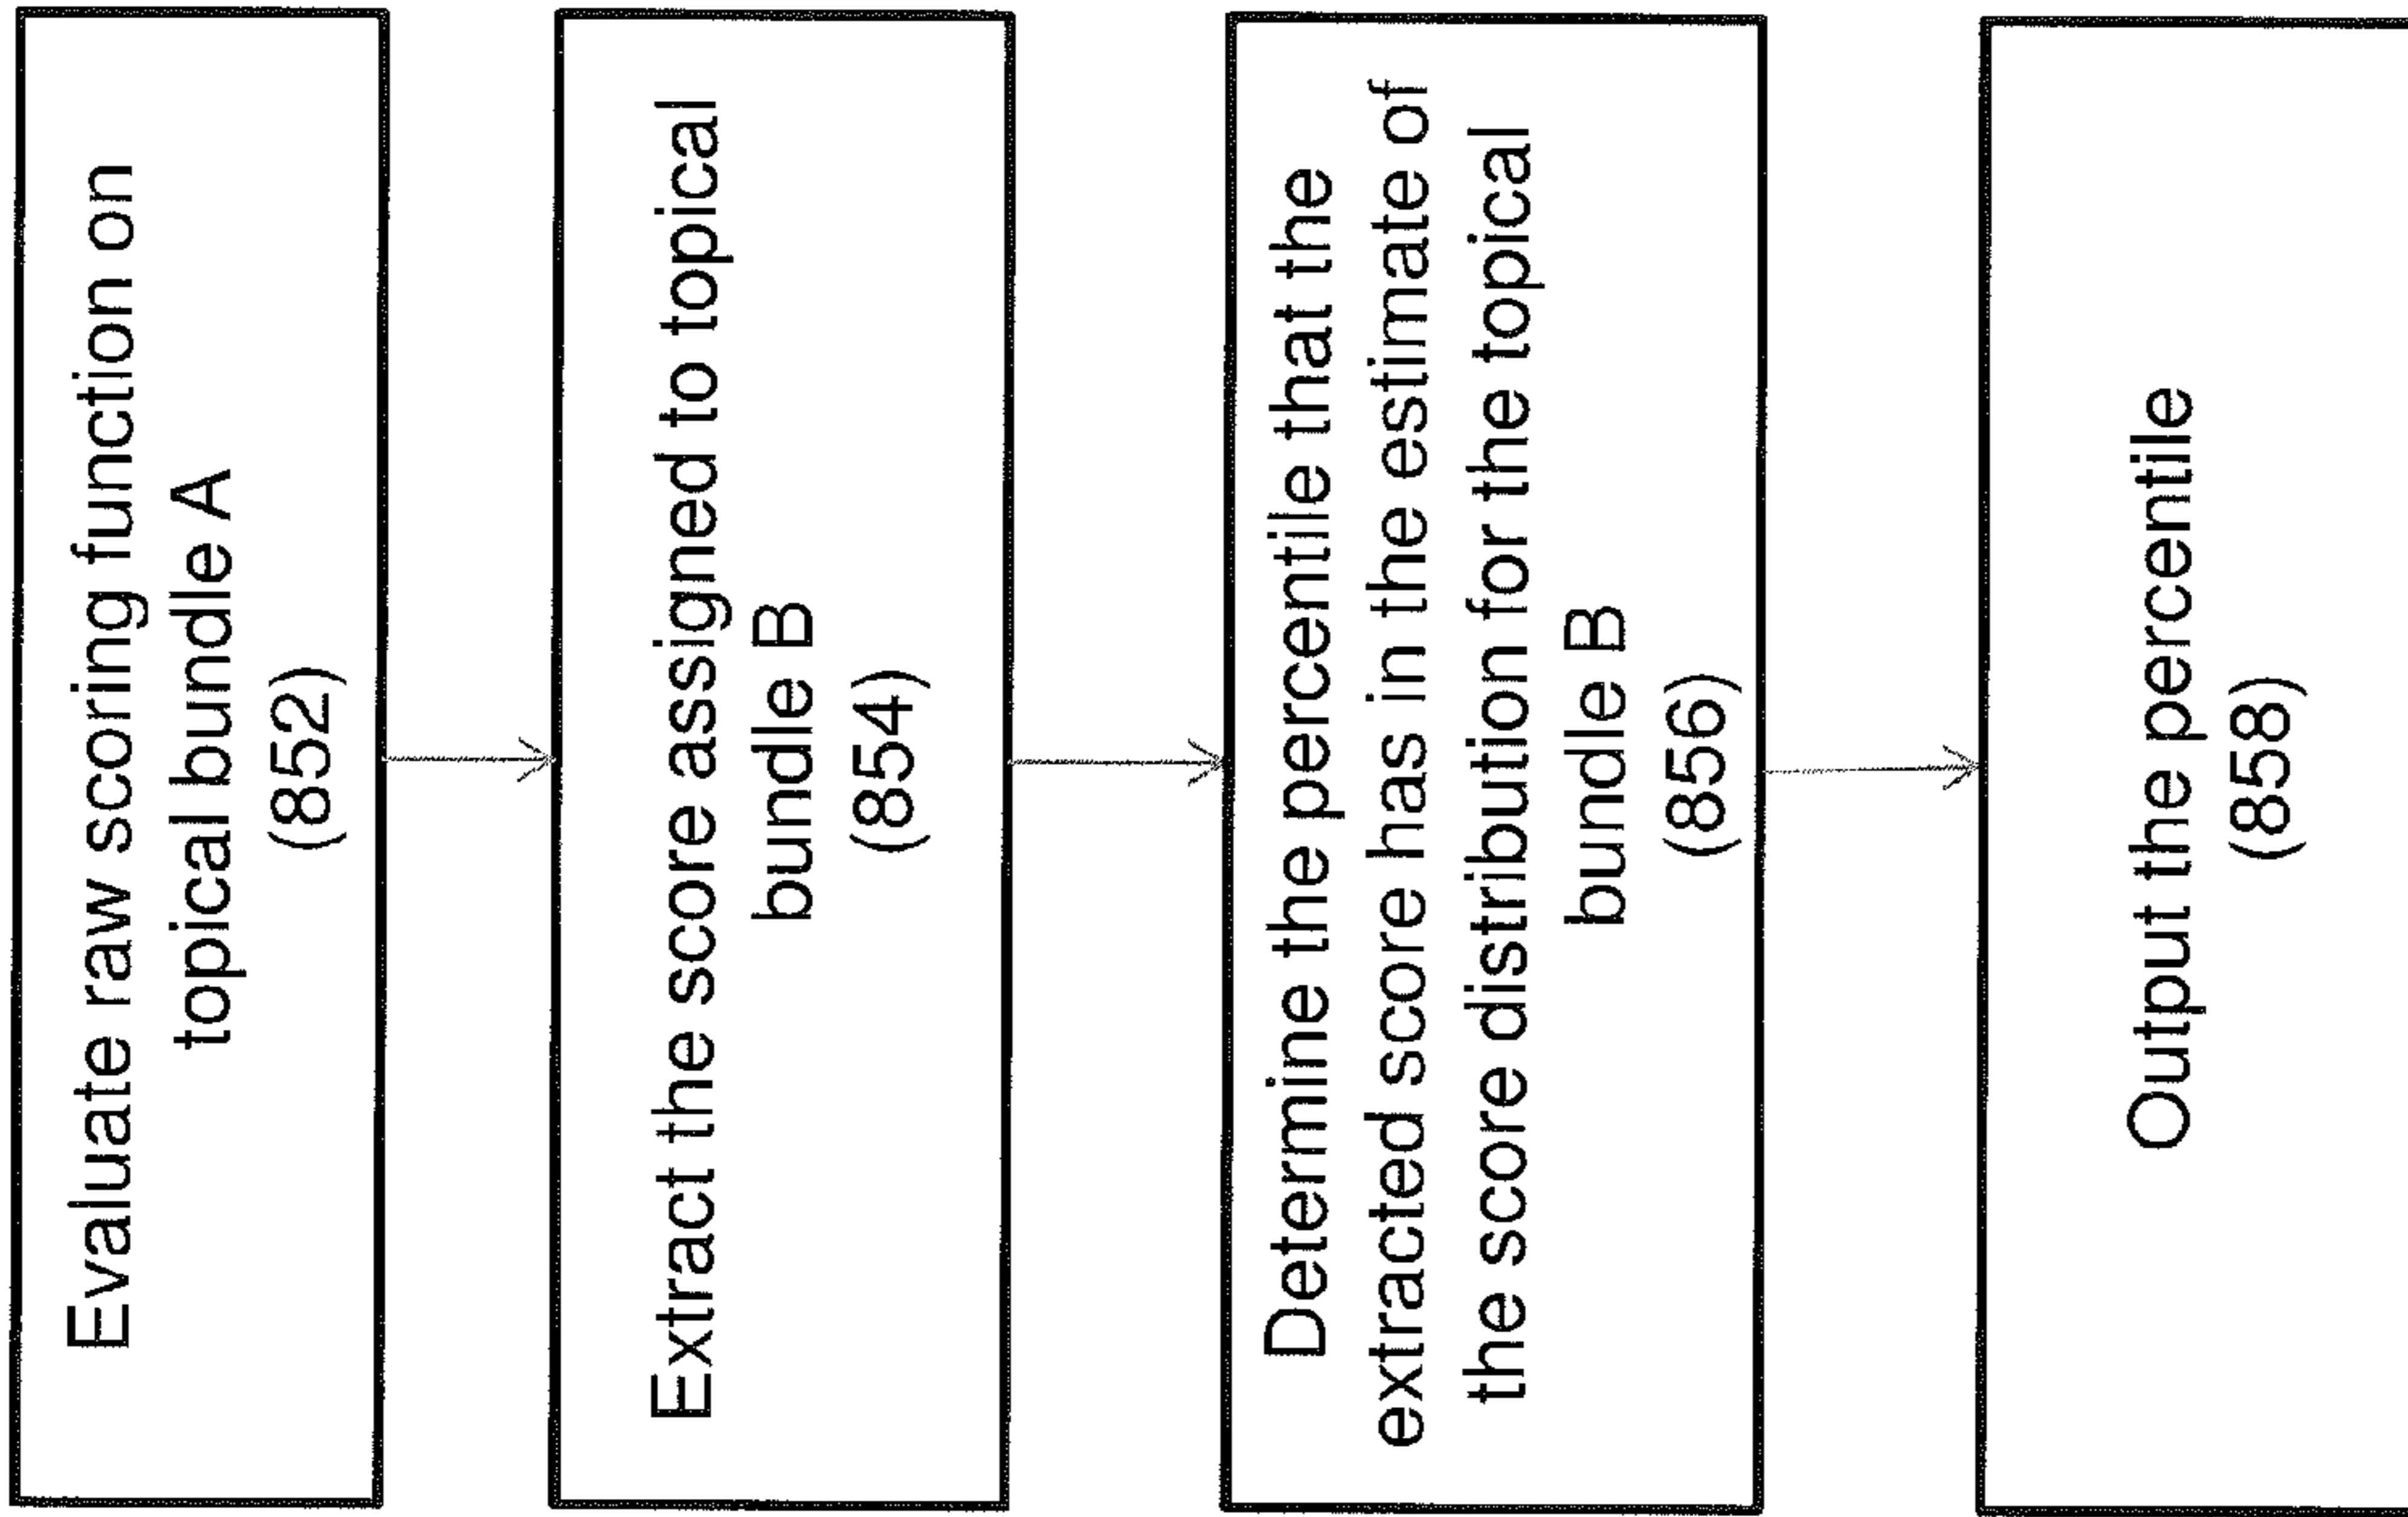 Evaluate raw scoring function on
topical bundle A
(852)
Extract the score assigned to topical
bundle B
(854)
Determine the percentile that the
extracted score has in the estimate of
the score distribution for the topical
bundle B
(856)
Output the percentile
(858)